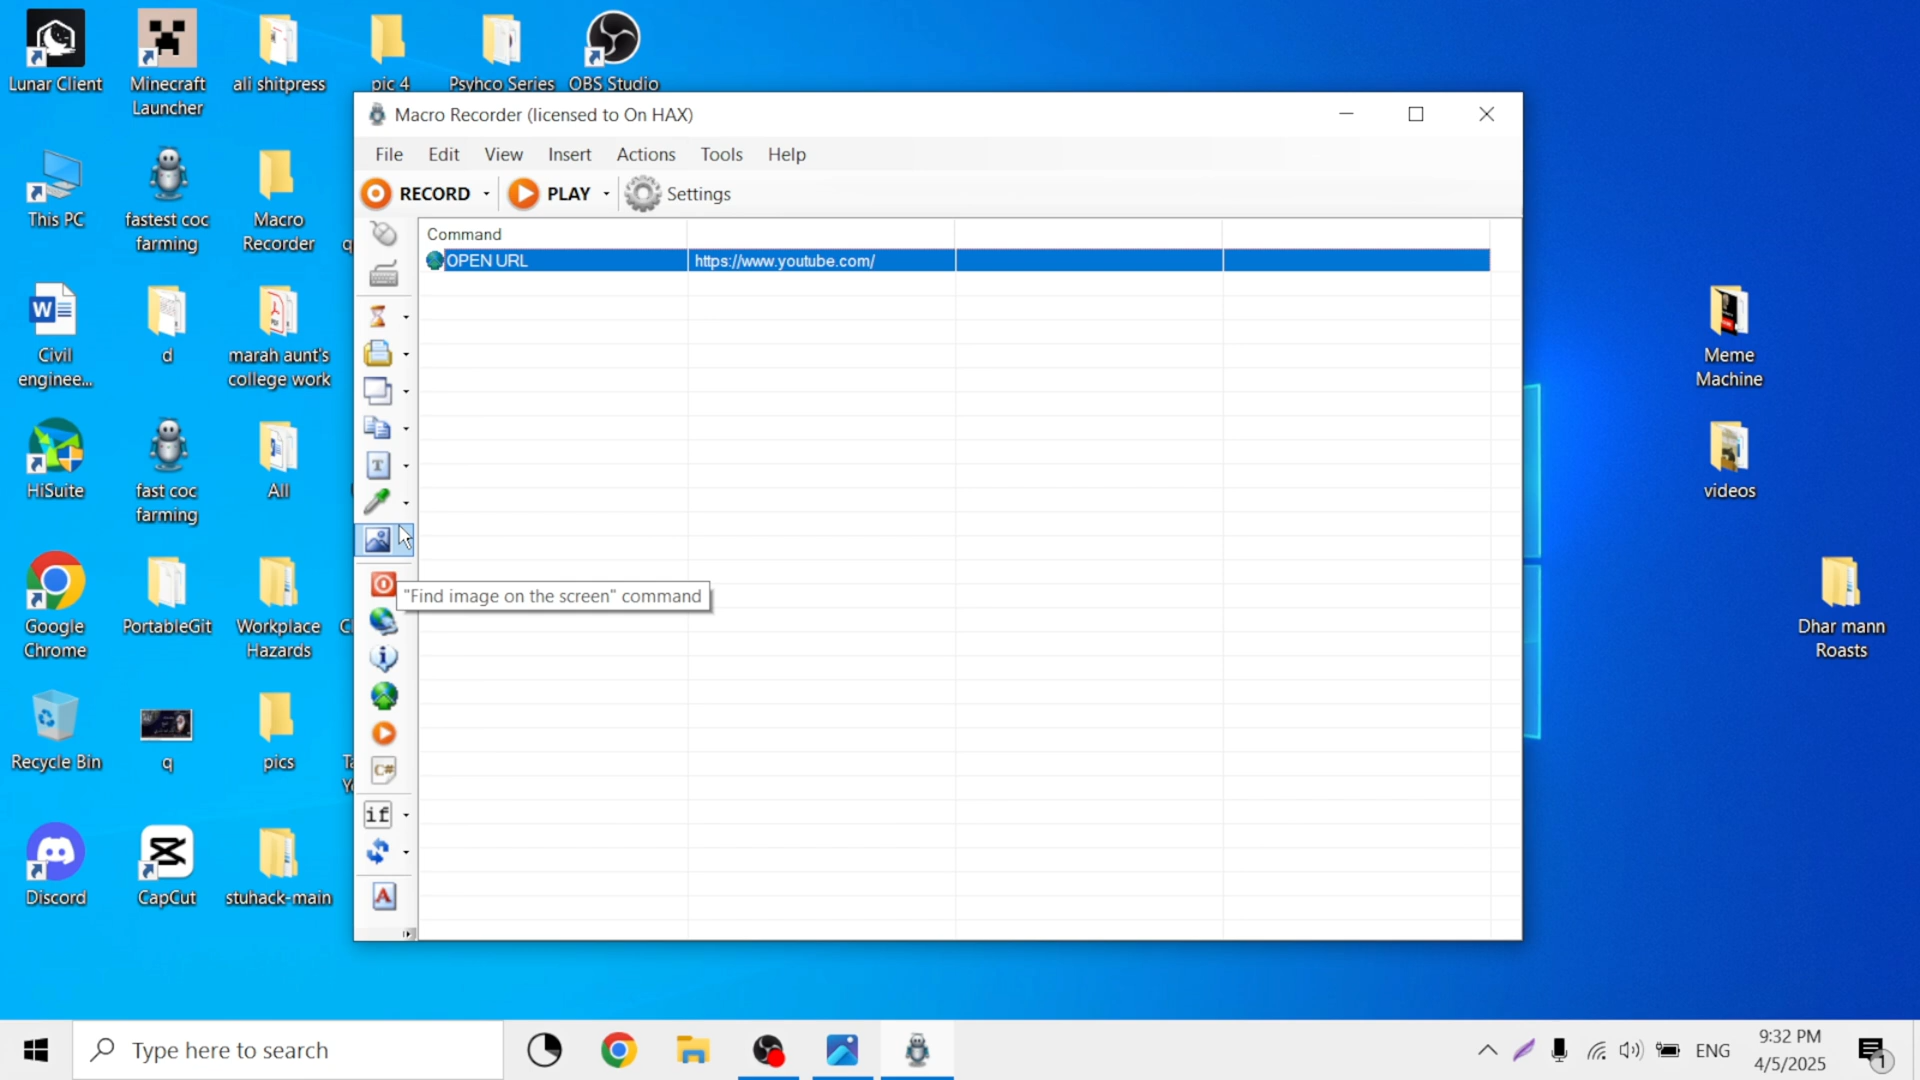 Lunar Client
Minecraft
Launcher
ali shitpress
pic 4
Psyhco Series
OBS Studio
Macro Recorder (licensed to On HAX)
File Edit View Insert Actions Tools Help
RECORD PLAY Settings
Command
OPEN URL https://www.youtube.com/
"Find image on the screen" command
T
C#
if
A
This PC
fastest coc
farming
Macro
Recorder
q
W
Civil
enginee...
d
marah aunt's
college work
HiSuite
fast coc
farming
All
Google
Chrome
PortableGit
Workplace
Hazards
Recycle Bin
q
pics
Discord
CapCut
stuhack-main
Meme
Machine
videos
Dhar mann
Roasts
Type here to search
ENG
9:32 PM
4/5/2025
1